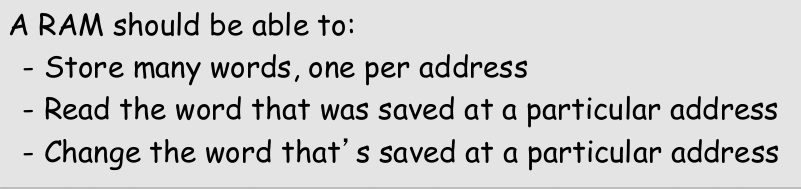 A RAM should be able to:
- Store many words, one per address
- Read the word that was saved at a particular address
- Change the word that’s saved at a particular address